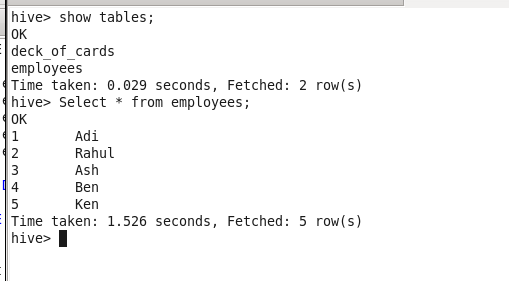 hive> show tables;
OK
deck_of_cards
employees
Time taken: 0.029 seconds, Fetched: 2 row(s)
hive> Select * from employees;
OK
1 Adi
2 Rahul
3 Ash
4 Ben
5 Ken
Time taken: 1.526 seconds, Fetched: 5 row(s)
hive>